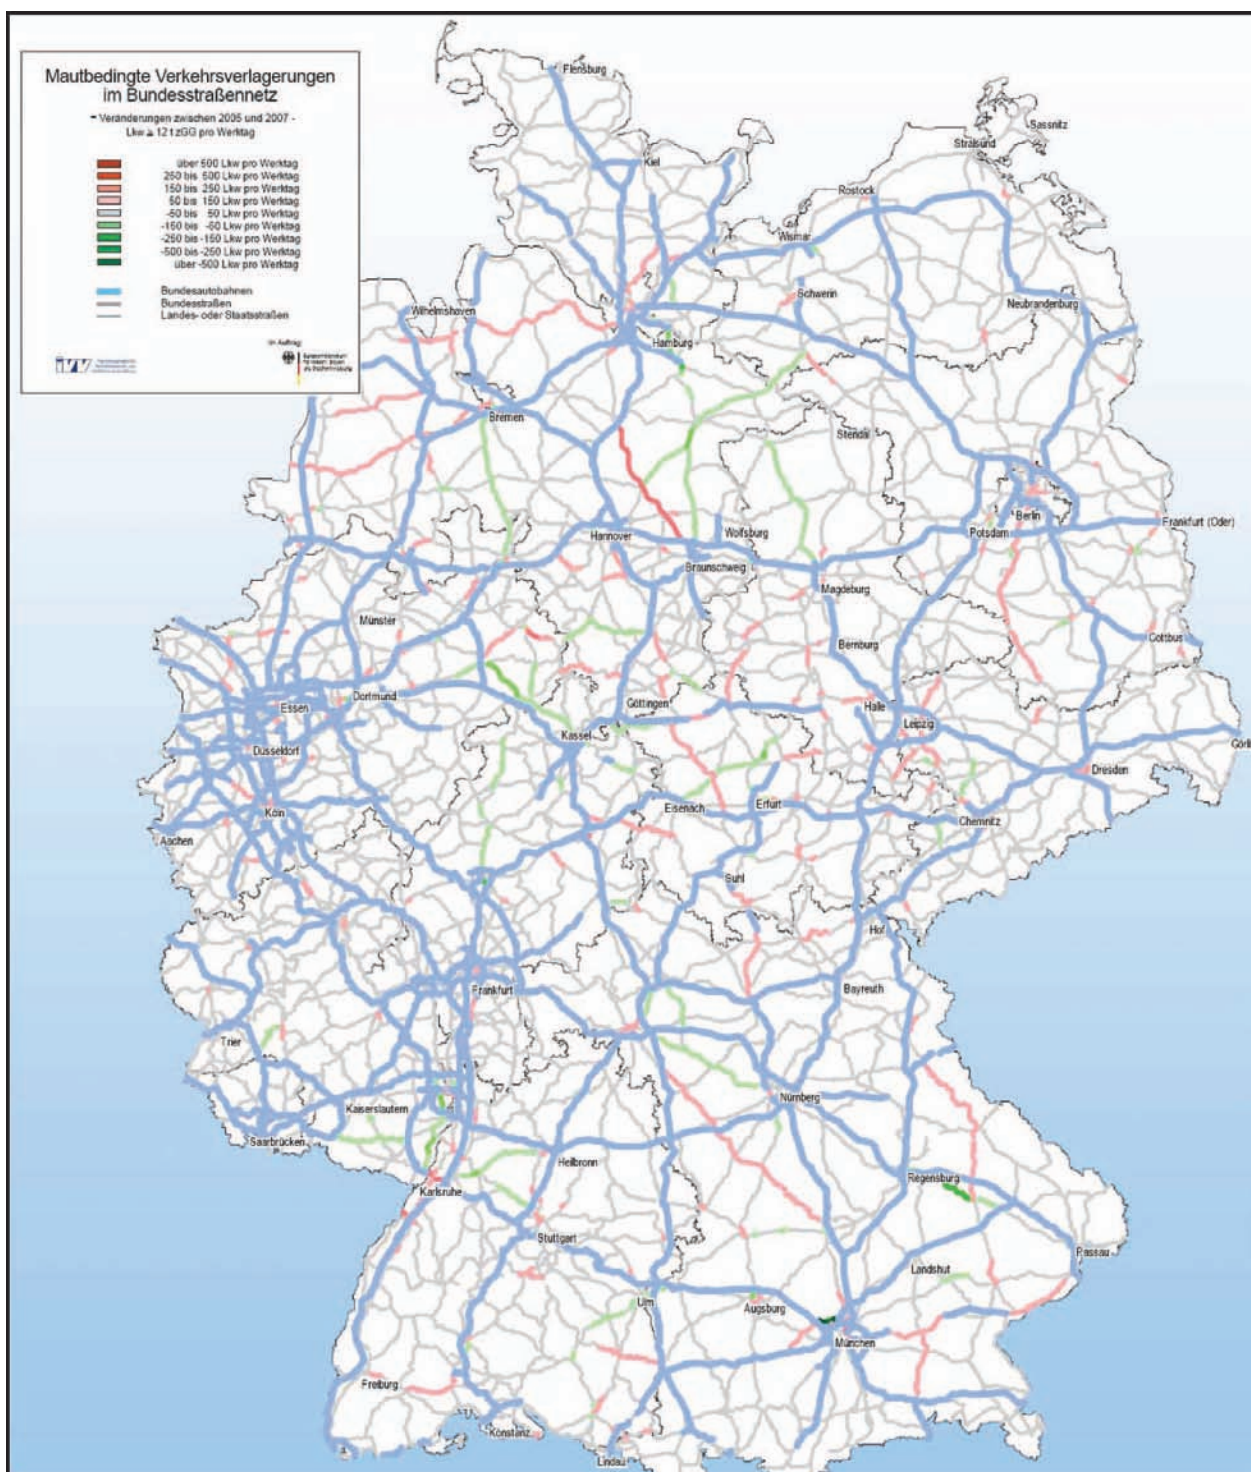 Mautbedingte Verkehrsverlagerungen
im Bundesstraßennetz
- Veränderungen zwischen 2005 und 2007 -
Lkw ≥ 12 t zGG pro Werktag
über 500 Lkw pro Werktag
250 bis 500 Lkw pro Werktag
150 bis 250 Lkw pro Werktag
50 bis 150 Lkw pro Werktag
-50 bis 50 Lkw pro Werktag
-150 bis -50 Lkw pro Werktag
-250 bis -150 Lkw pro Werktag
-500 bis -250 Lkw pro Werktag
über -500 Lkw pro Werktag
Bundesautobahnen
Bundesstraßen
Landes- oder Staatsstraßen
Im Auftrag:
IVV
Flensburg
Sassnitz
Stralsund
Kiel
Rostock
Wismar
Schwerin
Neubrandenburg
Wilhelmshaven
Hamburg
Bremen
Stendal
Wolfsburg
Hannover
Berlin
Potsdam
Frankfurt (Oder)
Braunschweig
Magdeburg
Münster
Bernburg
Cottbus
Dortmund
Essen
Göttingen
Halle
Leipzig
Kassel
Düsseldorf
Görli
Dresden
Köln
Eisenach
Erfurt
Chemnitz
Aachen
Suhl
Hof
Frankfurt
Bayreuth
Trier
Nürnberg
Kaiserslautern
Saarbrücken
Heilbronn
Regensburg
Karlsruhe
Stuttgart
Passau
Landshut
Ulm
Augsburg
München
Freiburg
Konstanz
Lindau